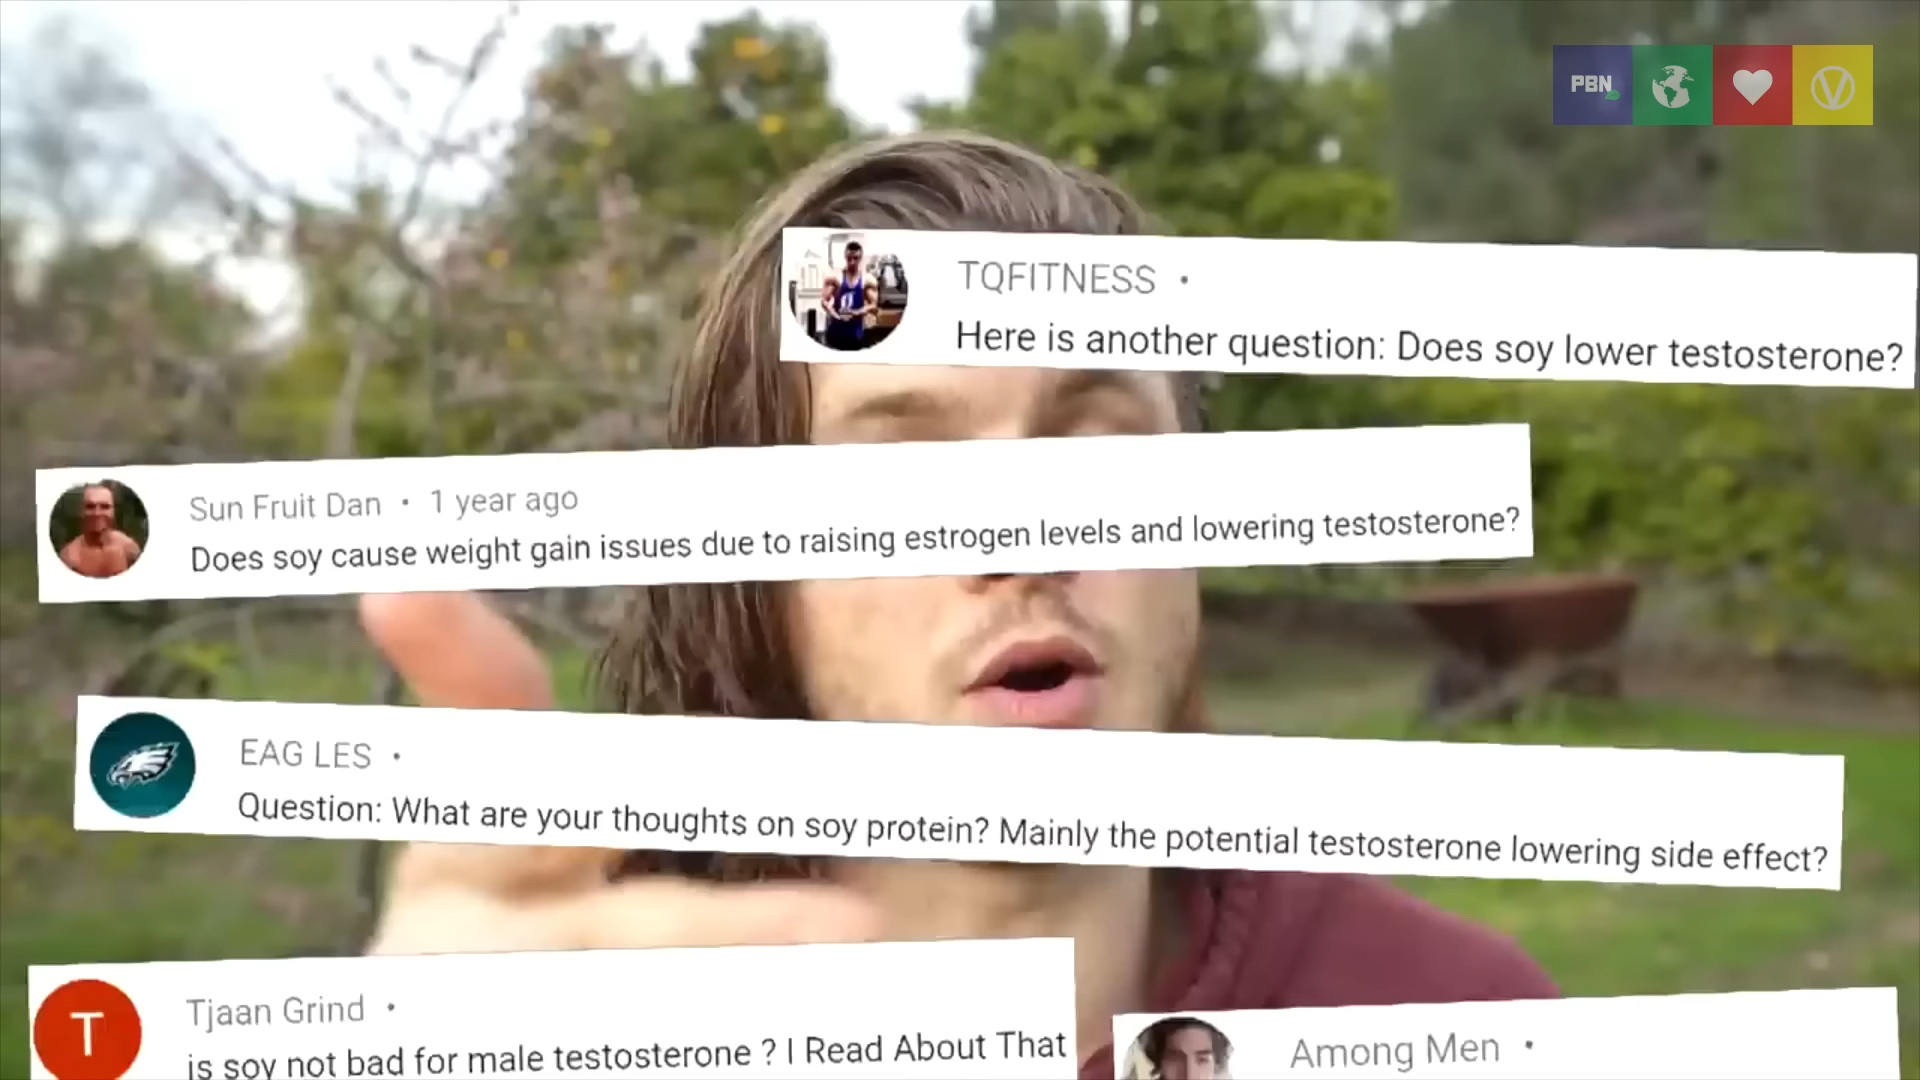 PBN
TQFITNESS •
Here is another question: Does soy lower testosterone?
Sun Fruit Dan • 1 year ago
Does soy cause weight gain issues due to raising estrogen levels and lowering testosterone?
EAG LES •
Question: What are your thoughts on soy protein? Mainly the potential testosterone lowering side effect?
T
Tjaan Grind •
is soy not bad for male testosterone ? I Read About That
Among Men •